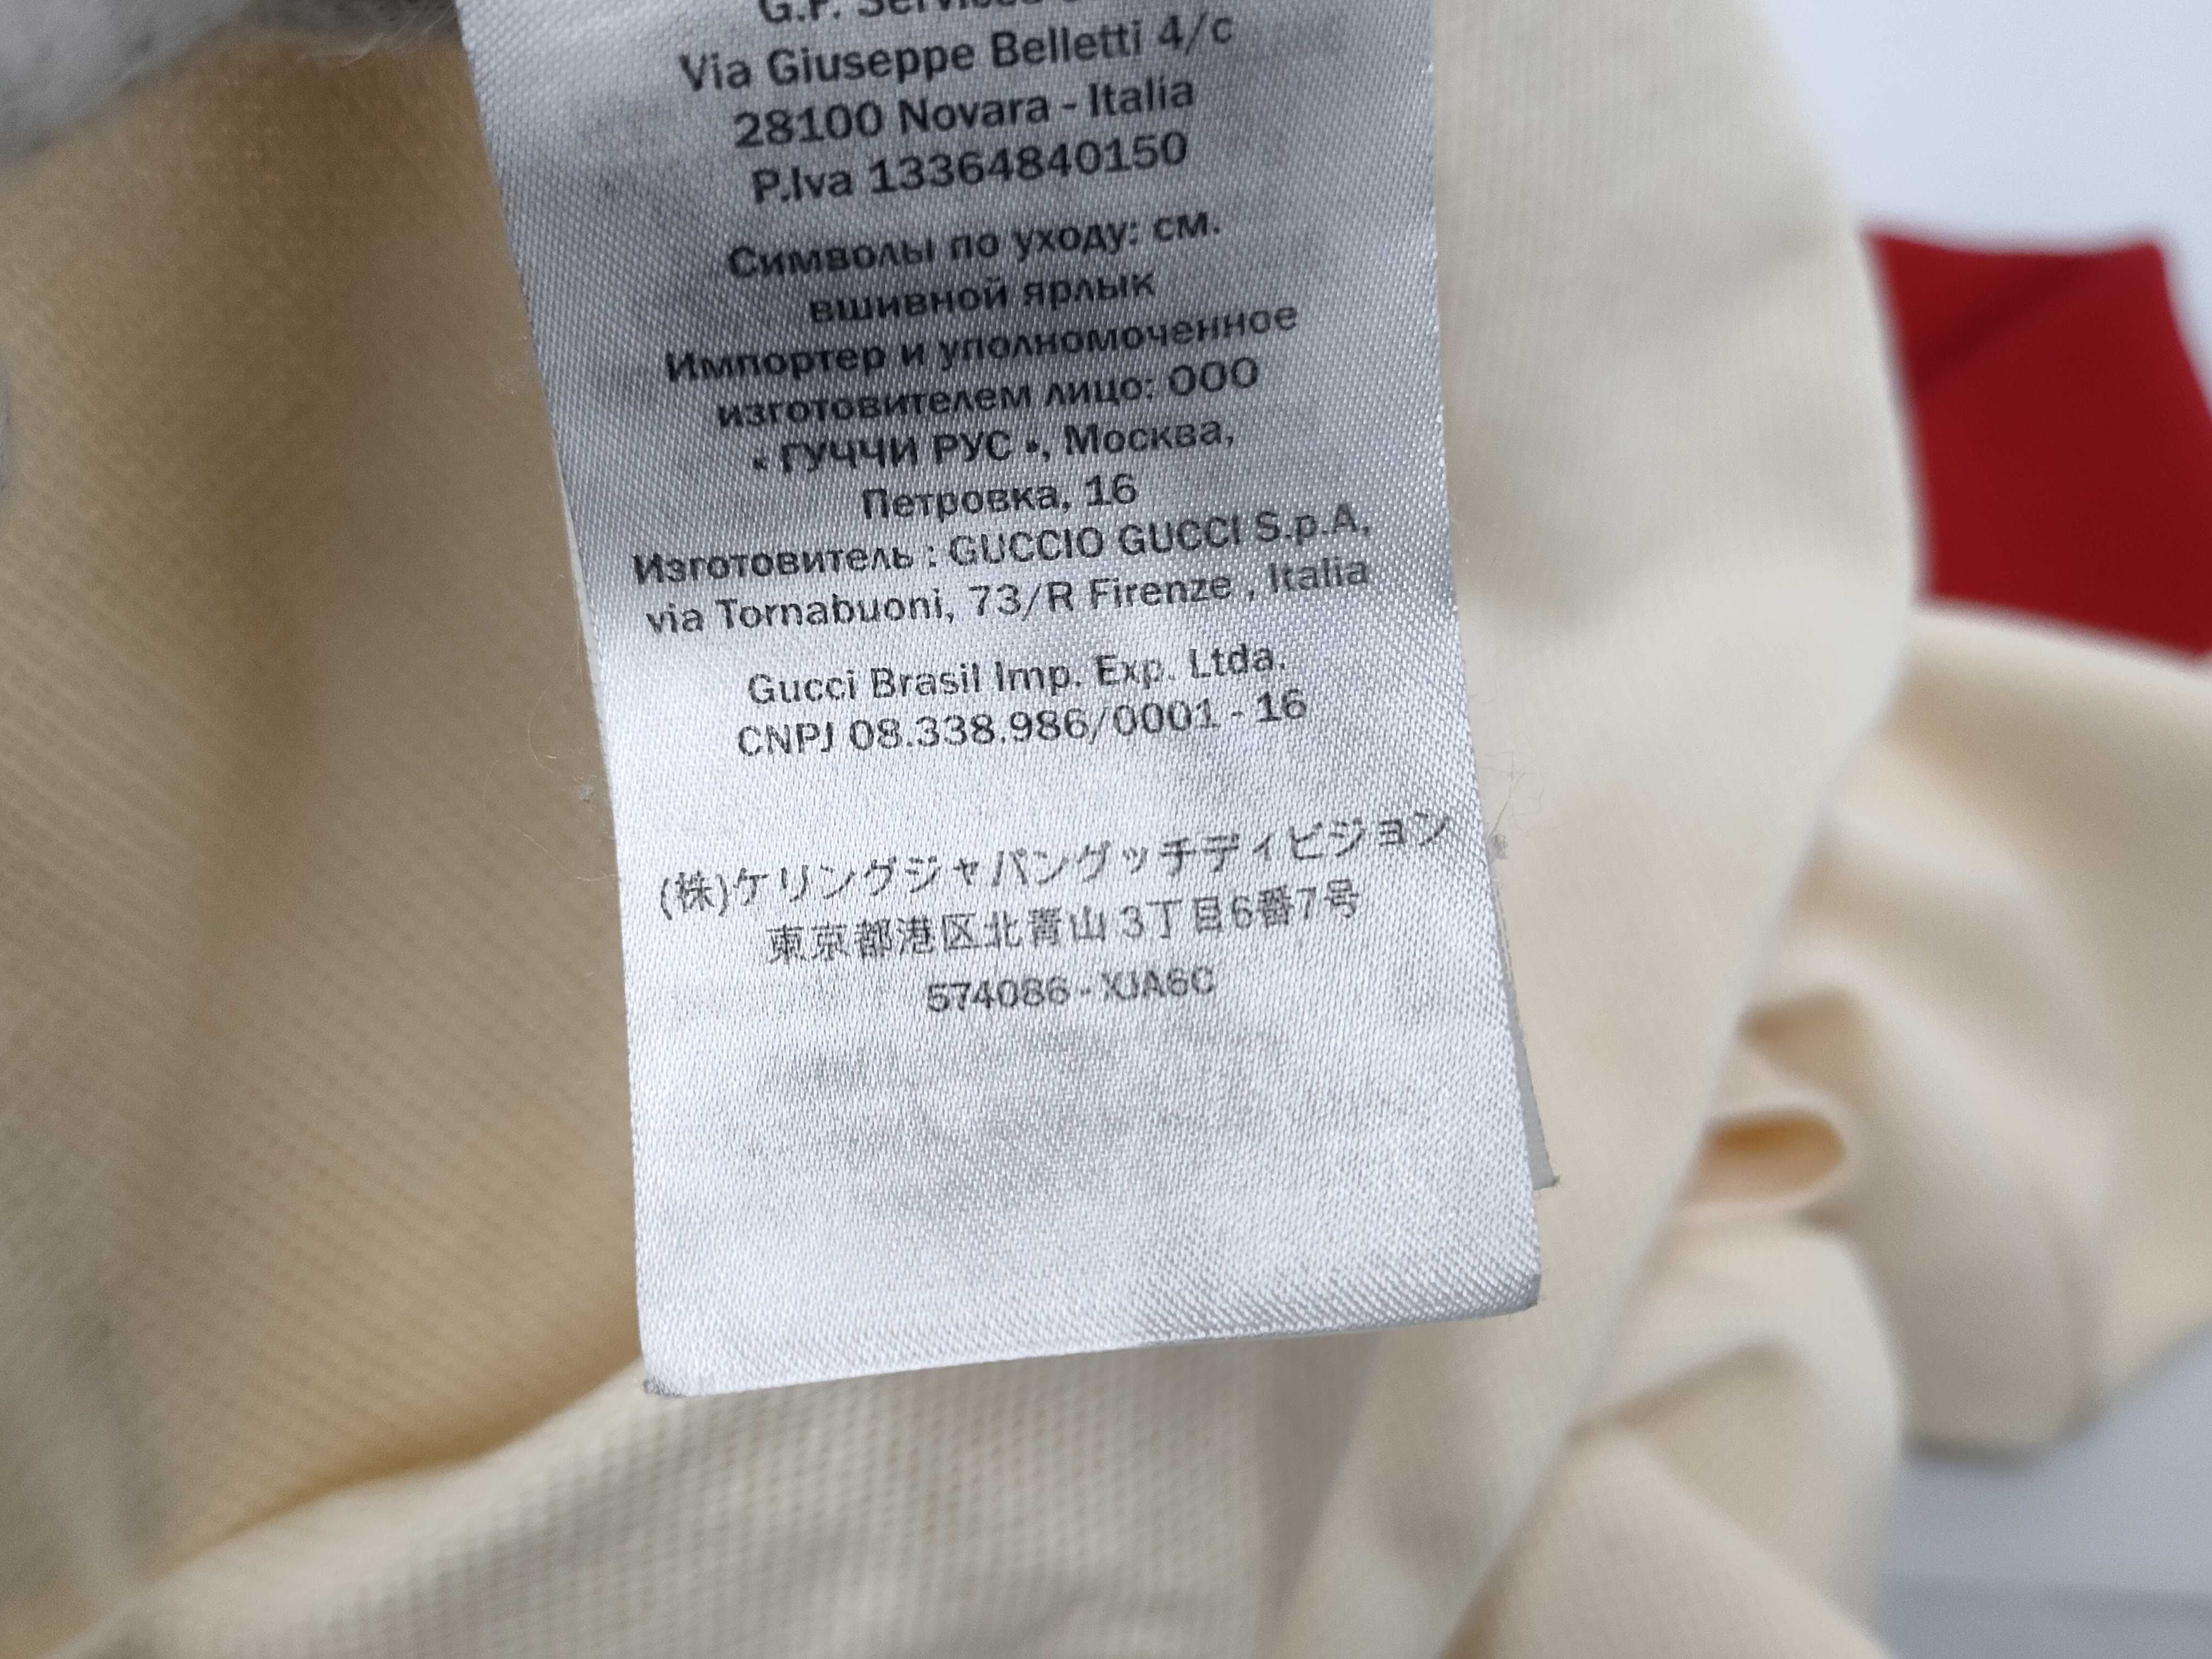 G.F. Services
Via Giuseppe Belletti 4/c
28100 Novara - Italia
P.Iva 13364840150
Символы по уходу: см.
вшивной ярлык
Импортер и уполномоченное
изготовителем лицо: ООО
« ГУЧЧИ РУС », Москва,
Петровка, 16
Изготовитель : GUCCIO GUCCI S.p.A,
via Tornabuoni, 73/R Firenze , Italia
Gucci Brasil Imp. Exp. Ltda.
CNPJ 08.338.986/0001 - 16
(株)ケリングジャパングッチディビジョン
東京都港区北青山 3丁目6番7号
574086 - XJA6C